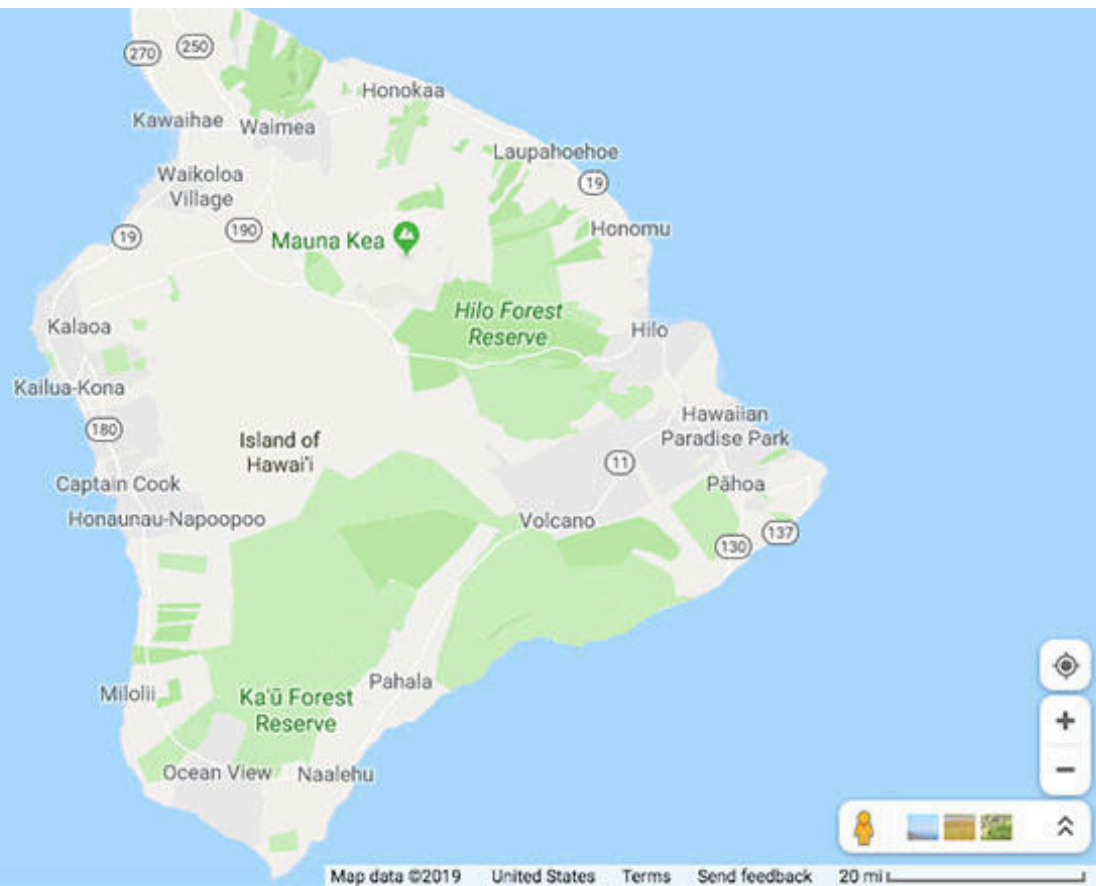 270
250
Honokaa
Kawaihae
Waimea
Laupahoehoe
Waikoloa
Village
19
190
19
Honomu
Mauna Kea
Hilo Forest
Reserve
Kalaoa
Hilo
Kailua-Kona
Hawaiian
Paradise Park
180
Island of
Hawai'i
11
Captain Cook
Pāhoa
Honaunau-Napoopoo
Volcano
130
137
Milolii
Pahala
Ka'ū Forest
Reserve
Ocean View
Naalehu
Map data ©2019 United States Terms Send feedback 20 mi